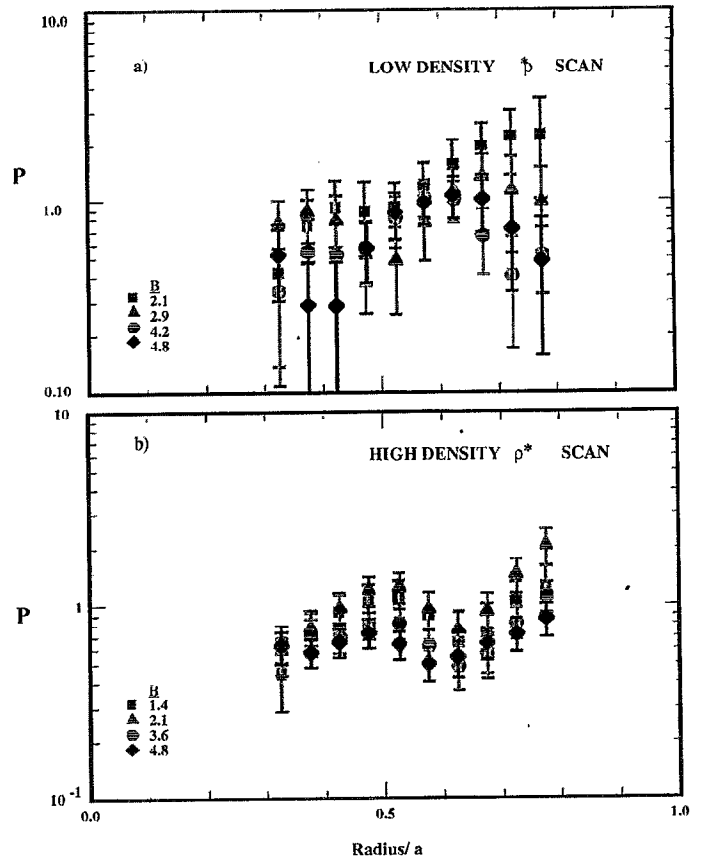 10.0
a)
LOW DENSITY ρ* SCAN
P
1.0
B
2.1
2.9
4.2
4.8
0.10
10
b)
HIGH DENSITY ρ* SCAN
P
1
B
1.4
2.1
3.6
4.8
10⁻¹
0.0
0.5
1.0
Radius/ a